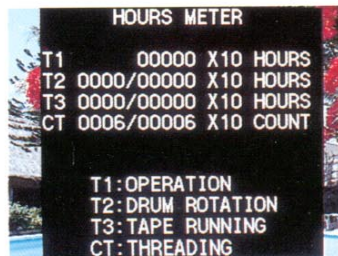 HOURS METER
T1 00000 X10 HOURS
T2 0000/00000 X10 HOURS
T3 0000/00000 X10 HOURS
CT 0006/00006 X10 COUNT
T1:OPERATION
T2:DRUM ROTATION
T3:TAPE RUNNING
CT:THREADING